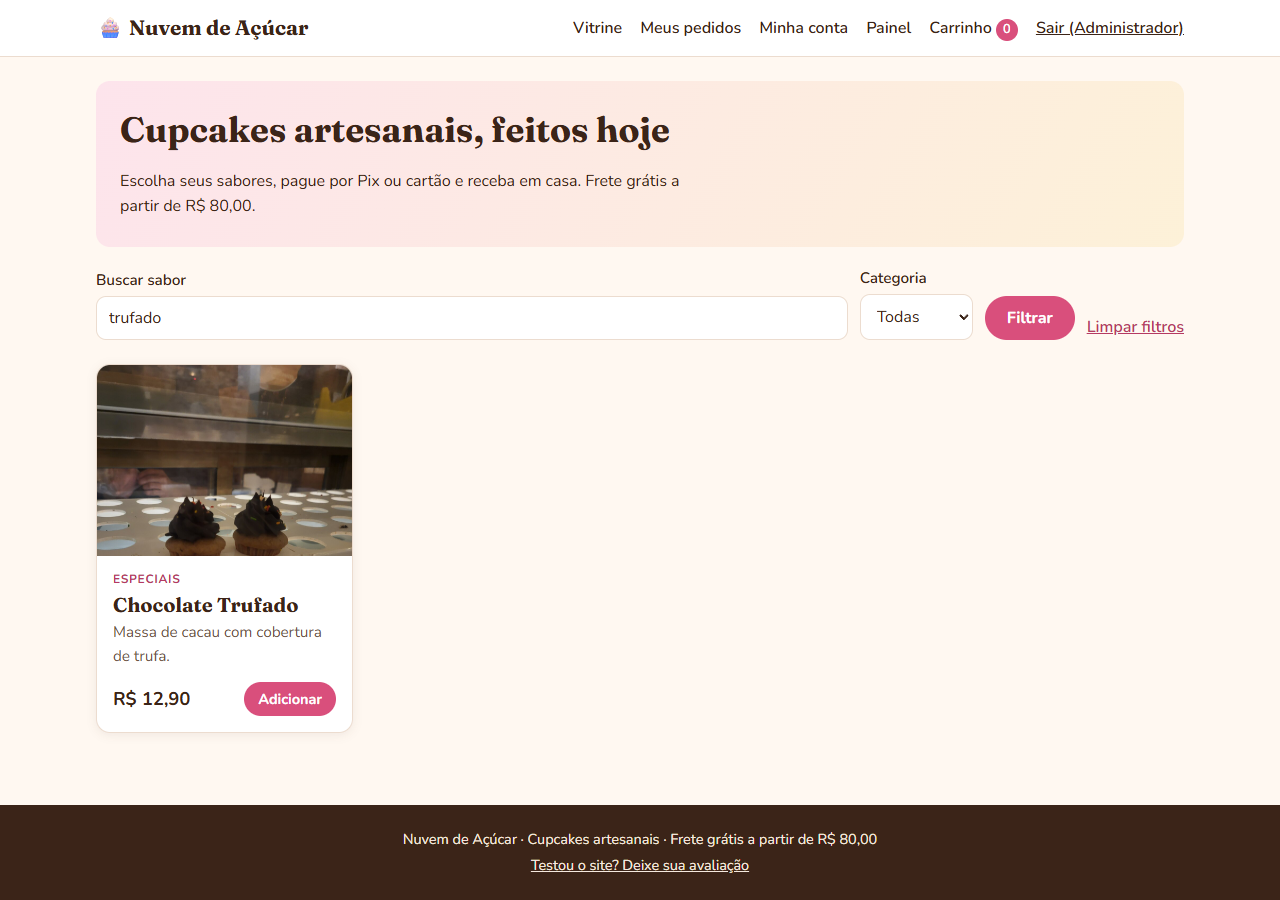 Nuvem de Açúcar
Vitrine Meus pedidos Minha conta Painel Carrinho 0 Sair (Administrador)
Cupcakes artesanais, feitos hoje
Escolha seus sabores, pague por Pix ou cartão e receba em casa. Frete grátis a
partir de R$ 80,00.
Buscar sabor
trufado
Categoria
Todas
Filtrar
Limpar filtros
ESPECIAIS
Chocolate Trufado
Massa de cacau com cobertura
de trufa.
R$ 12,90
Adicionar
Nuvem de Açúcar · Cupcakes artesanais · Frete grátis a partir de R$ 80,00
Testou o site? Deixe sua avaliação